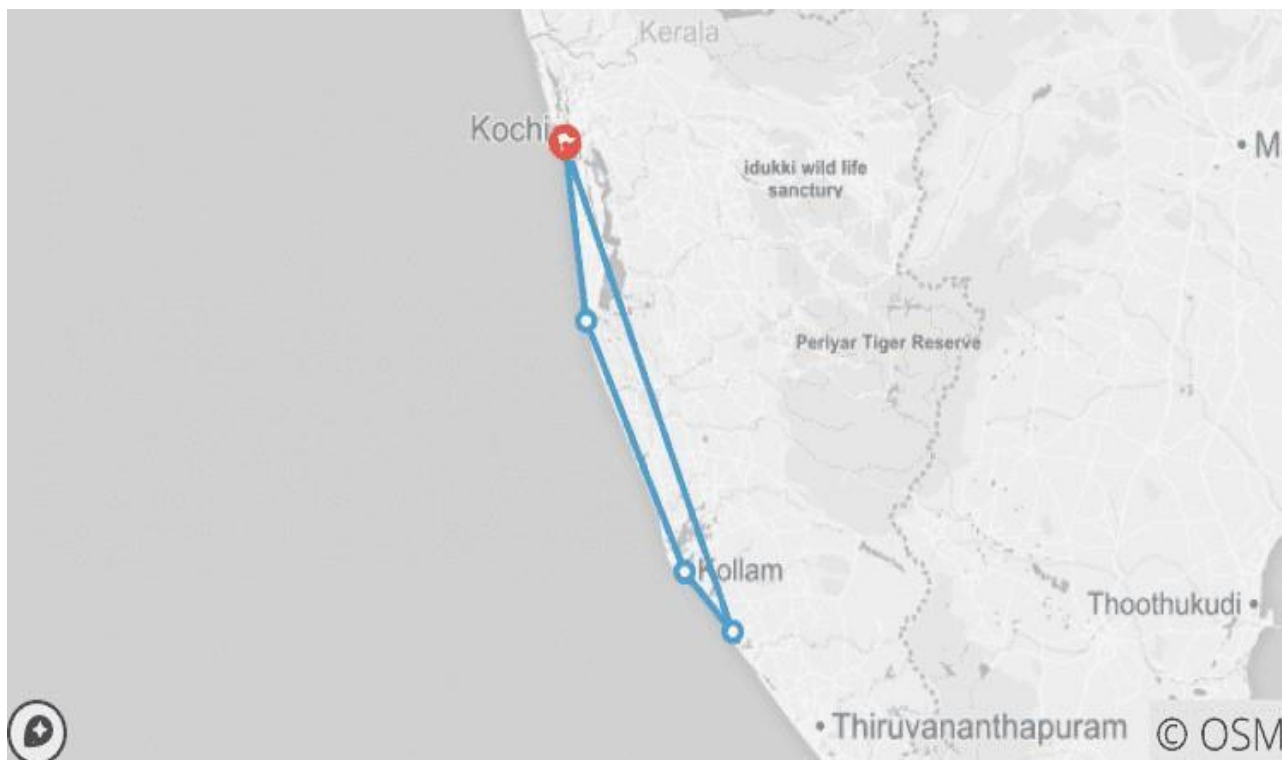 Kerala
Kochi
M
idukki wild life
sanctury
Periyar Tiger Reserve
Kollam
Thoothukudi
Thiruvananthapuram
© OSM